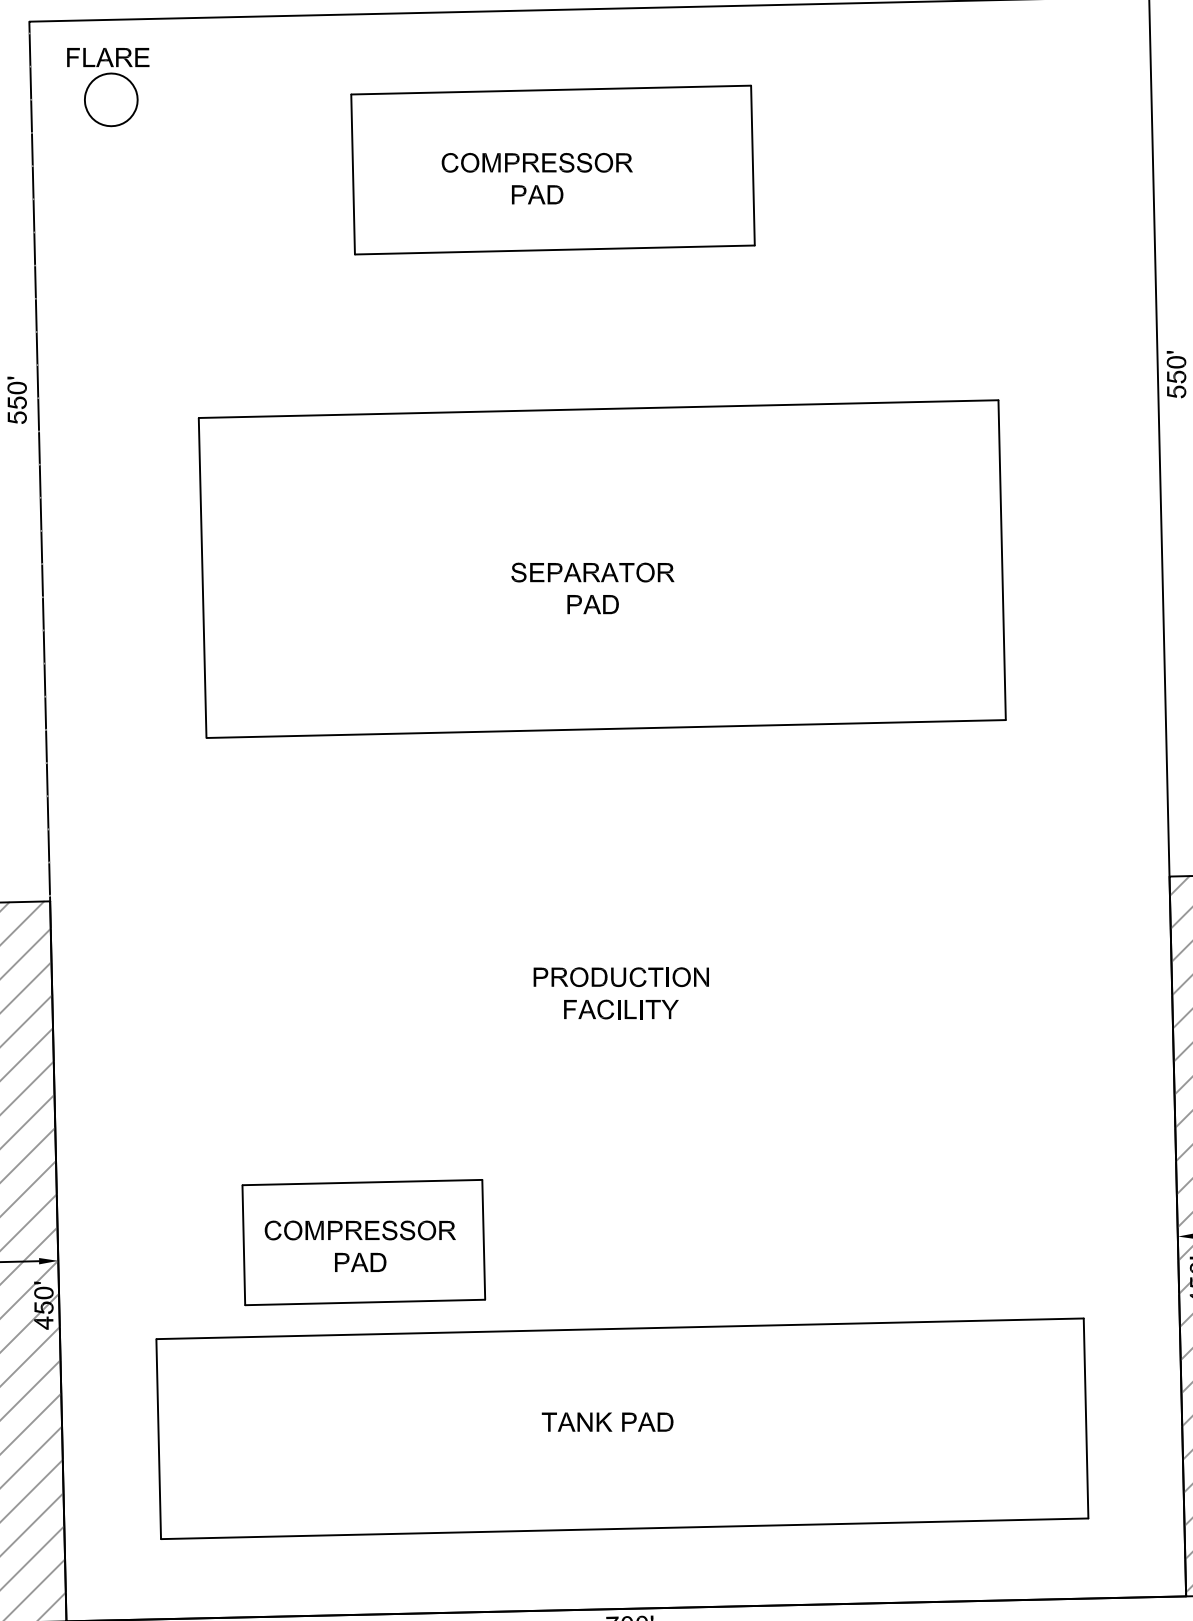 FLARE
COMPRESSOR
PAD
550'
550'
SEPARATOR
PAD
PRODUCTION
FACILITY
COMPRESSOR
PAD
450'
TANK PAD